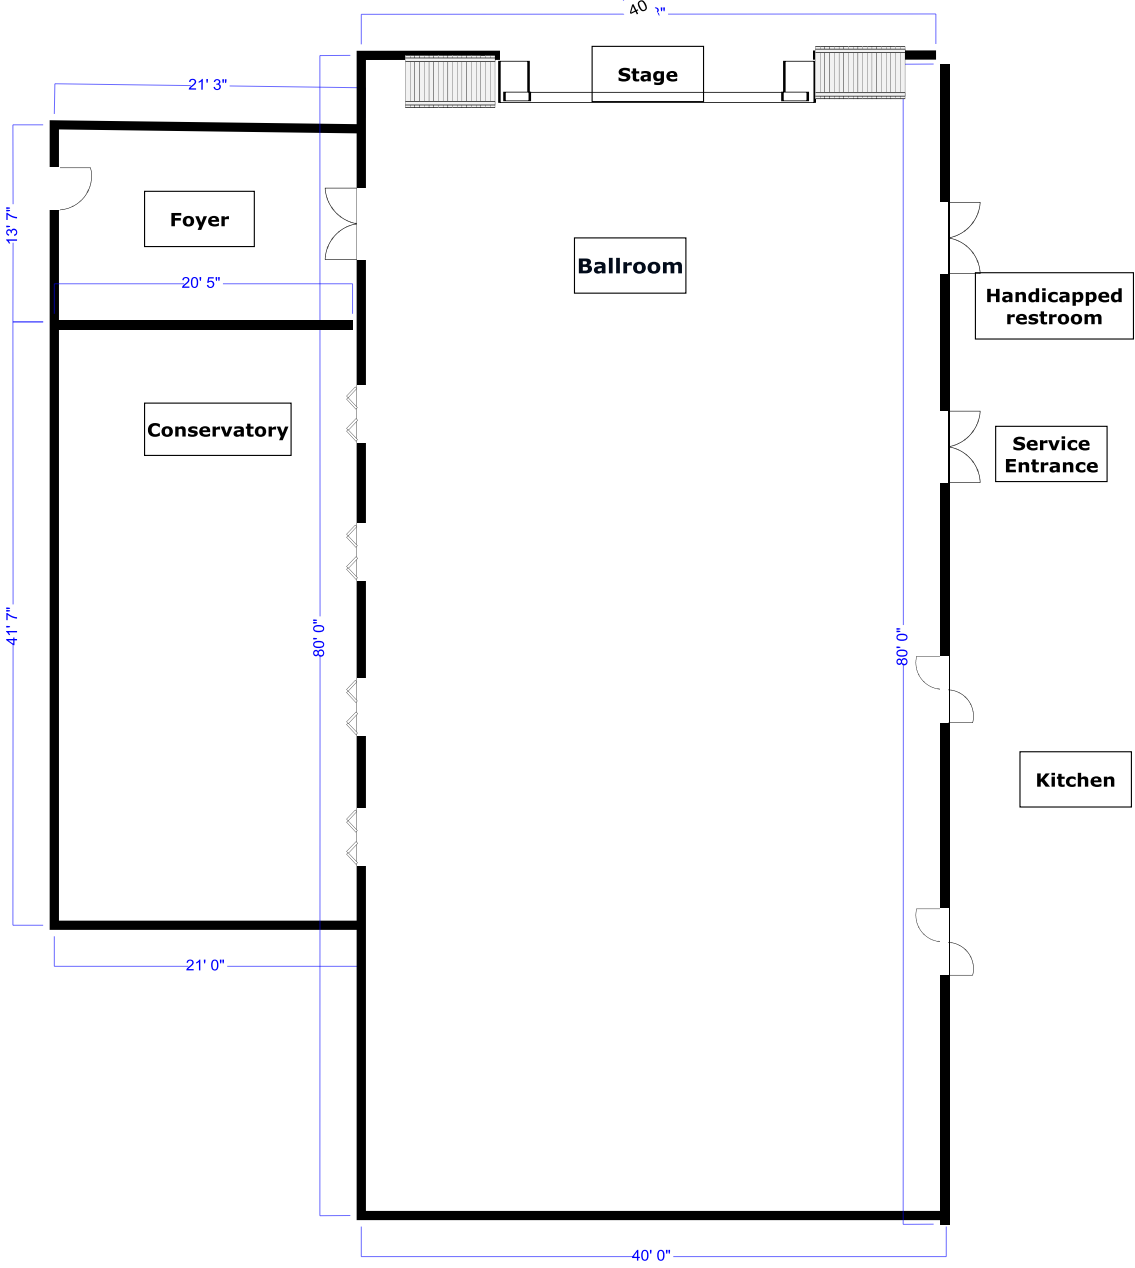 40
Stage
21' 3"
Foyer
13' 7"
Ballroom
20' 5"
Handicapped
restroom
Conservatory
Service
Entrance
41' 7"
80' 0"
80' 0"
Kitchen
21' 0"
40' 0"